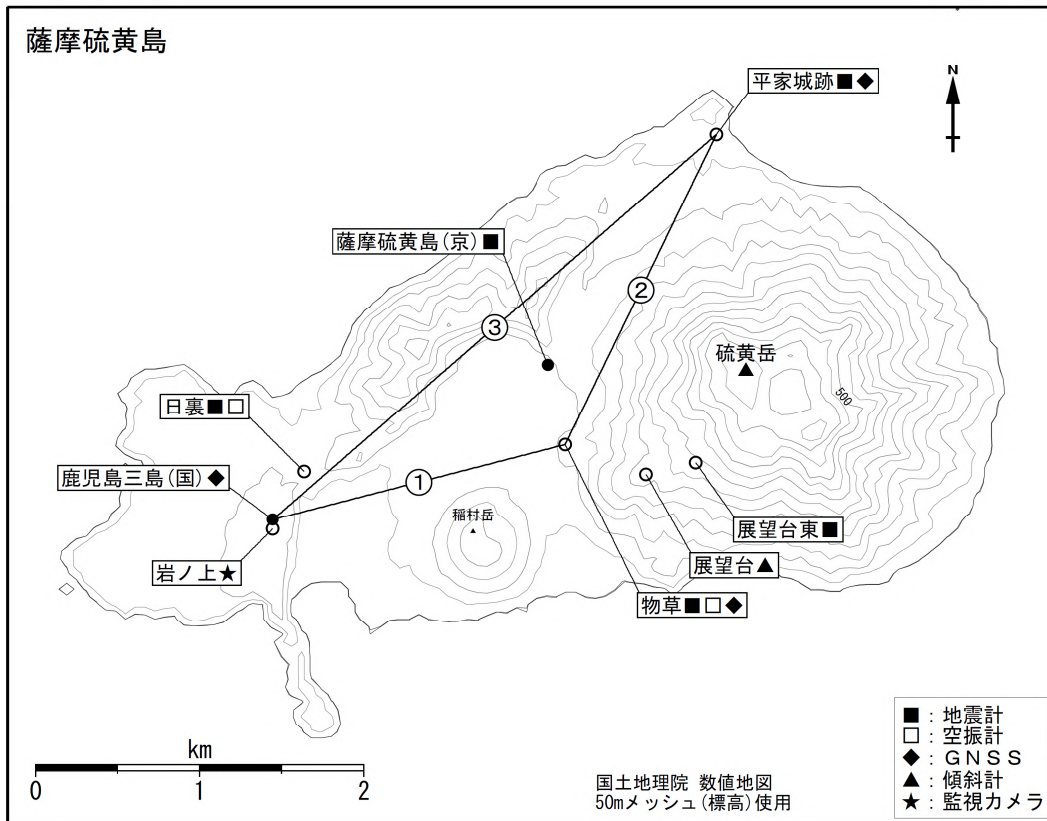 薩摩硫黄島
平家城跡■◆
N
薩摩硫黄島(京)■
②
③
硫黄岳
500
日裏■□
鹿児島三島(国)◆
①
稲村岳
岩ノ上★
展望台東■
展望台▲
物草■□◆
km
0 1 2
国土地理院 数値地図
50mメッシュ(標高)使用
■：地震計
□：空振計
◆：GNSS
▲：傾斜計
★：監視カメラ